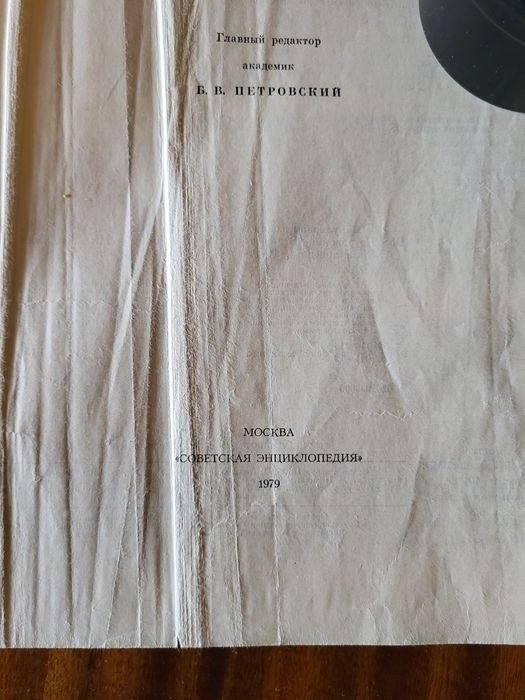 Главный редактор
академик
Б. В. ПЕТРОВСКИЙ
МОСКВА
«СОВЕТСКАЯ ЭНЦИКЛОПЕДИЯ»
1979